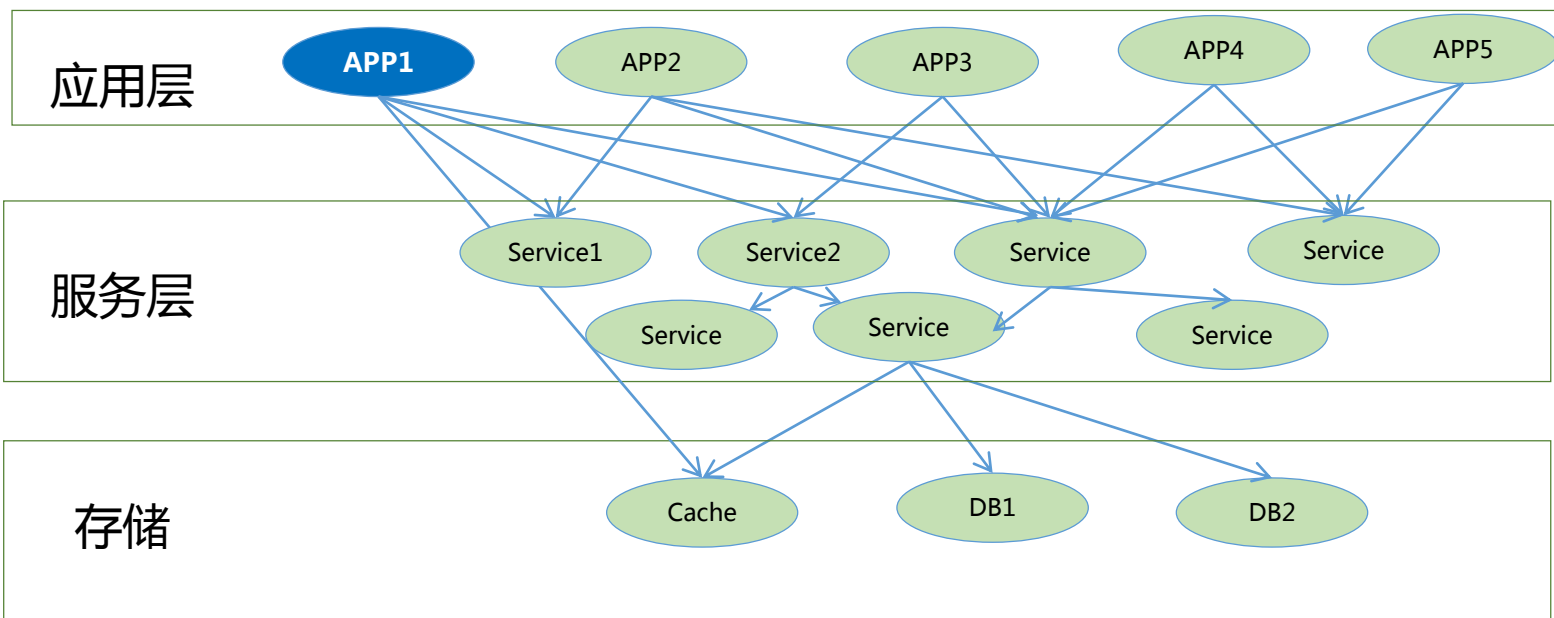 应用层
APP1
APP2
APP3
APP4
APP5
服务层
Service1
Service2
Service
Service
Service
Service
Service
存储
Cache
DB1
DB2